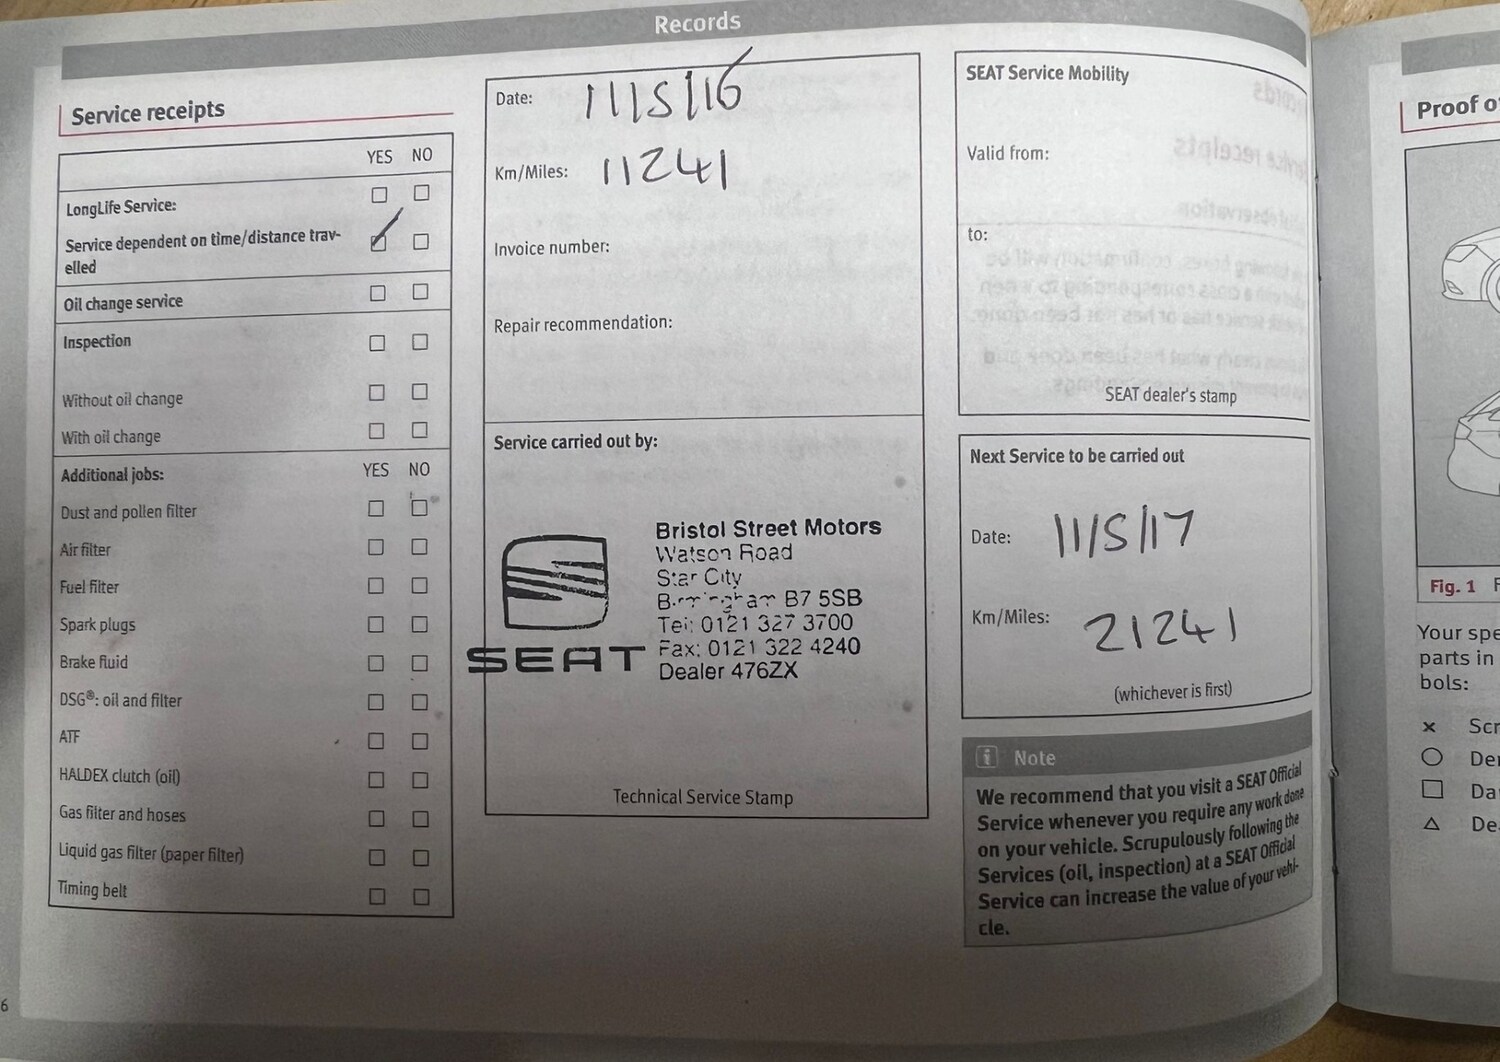 Records
Service receipts
YES NO
LongLife Service:
Service dependent on time/distance trav-
elled
Oil change service
Inspection
Without oil change
With oil change
Additional jobs: YES NO
Dust and pollen filter
Air filter
Fuel filter
Spark plugs
Brake fluid
DSG®: oil and filter
ATF
HALDEX clutch (oil)
Gas filter and hoses
Liquid gas filter (paper filter)
Timing belt
6
Date: 11/5/16
Km/Miles: 11241
Invoice number:
Repair recommendation:
Service carried out by:
SEAT
Bristol Street Motors
Watson Road
Star City
Birmingham B7 5SB
Tel: 0121 327 3700
Fax: 0121 322 4240
Dealer 476ZX
Technical Service Stamp
SEAT Service Mobility
Valid from:
to:
SEAT dealer's stamp
Next Service to be carried out
Date: 11/5/17
Km/Miles: 21241
(whichever is first)
i Note
We recommend that you visit a SEAT Official
Service whenever you require any work done
on your vehicle. Scrupulously following the
Services (oil, inspection) at a SEAT Official
Service can increase the value of your vehi-
cle.
Proof
Fig. 1
Your
parts in
bols: